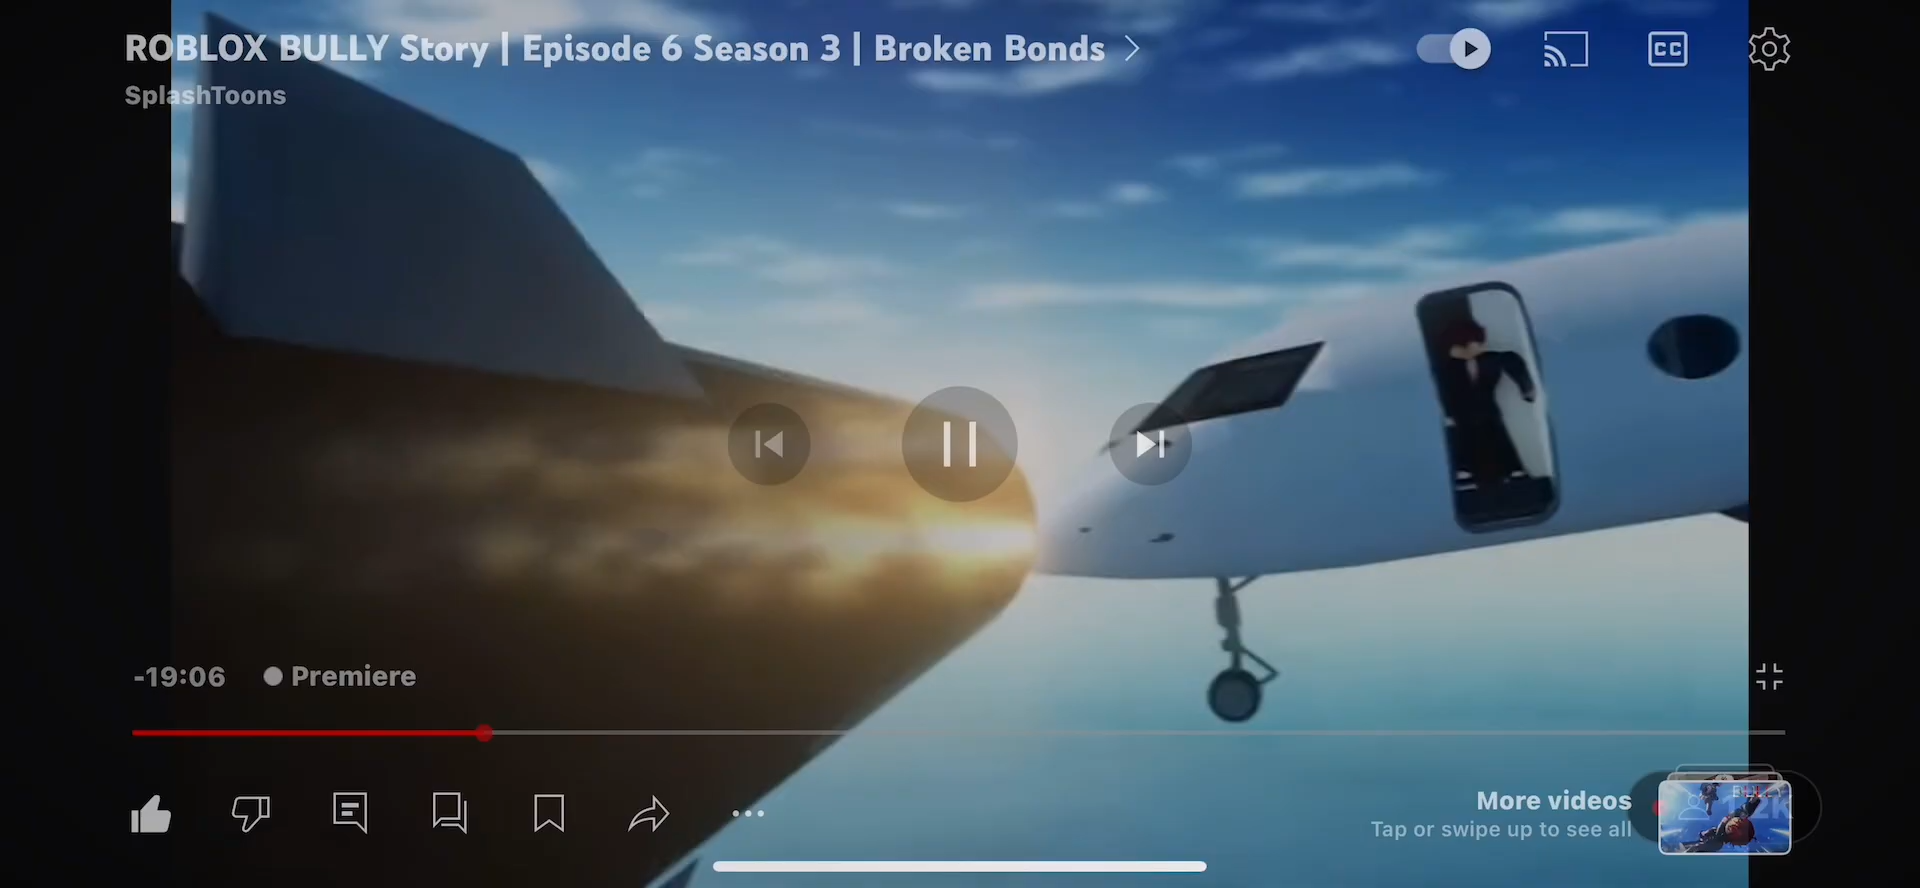 ROBLOX BULLY Story | Episode 6 Season 3 | Broken Bonds
SplashToons
CC
-19:06
Premiere
More videos
Tap or swipe up to see all